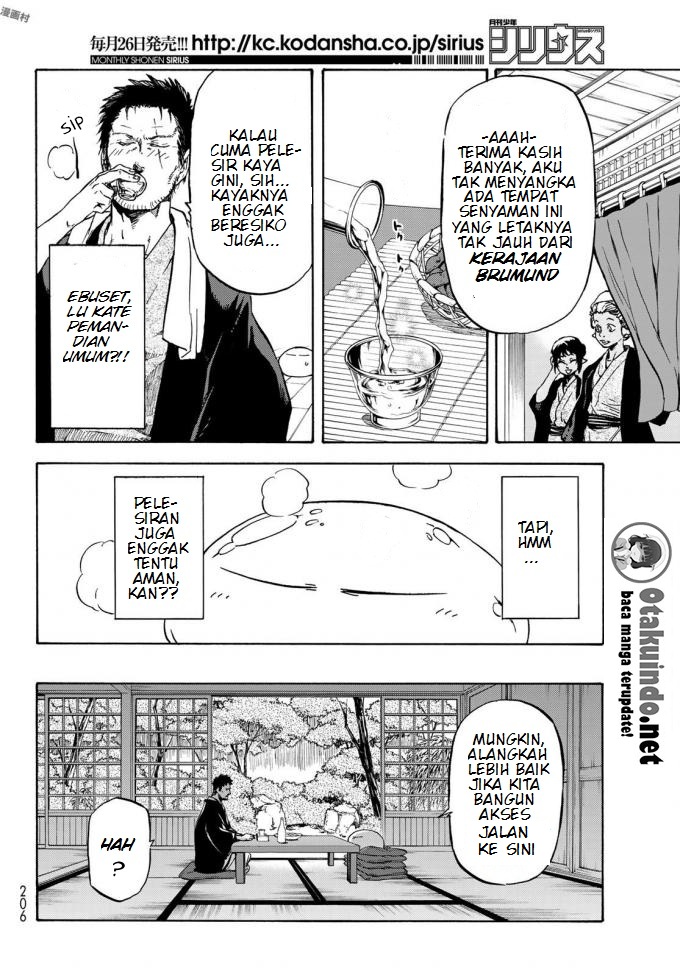 漫画村
毎月26日発売!!! http://kc.kodansha.co.jp/sirius
MONTHLY SHONEN SIRIUS
月刊少年
シリウス
-AAAH-
TERIMA KASIH
BANYAK, AKU
TAK MENYANGKA
ADA TEMPAT
SENYAMAN INI
YANG LETAKNYA
TAK JAUH DARI
KERAJAAN
BRUMUND
トク
トク
KALAU
CUMA PELE-
SIR KAYA
GINI, SIH...
KAYAKNYA
ENGGAK
BERESIKO
JUGA...
SIP
EBUSET,
LU KATE
PEMAN-
DIAN
UMUM?!!
TAPI,
HMM
...
PELE-
SIRAN
JUGA
ENGGAK
TENTU
AMAN,
KAN??
MUNGKIN,
ALANGKAH
LEBIH BAIK
JIKA KITA
BANGUN
AKSES
JALAN
KE SINI
HAH
?
Otakuindo.net
baca manga terupdate!
206